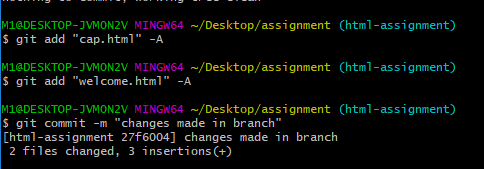 M1@DESKTOP-JVMON2V MINGW64 ~/Desktop/assignment (html-assignment)
$ git add "cap.html" -A
M1@DESKTOP-JVMON2V MINGW64 ~/Desktop/assignment (html-assignment)
$ git add "welcome.html" -A
M1@DESKTOP-JVMON2V MINGW64 ~/Desktop/assignment (html-assignment)
$ git commit -m "changes made in branch"
[html-assignment 27f6004] changes made in branch
 2 files changed, 3 insertions(+)